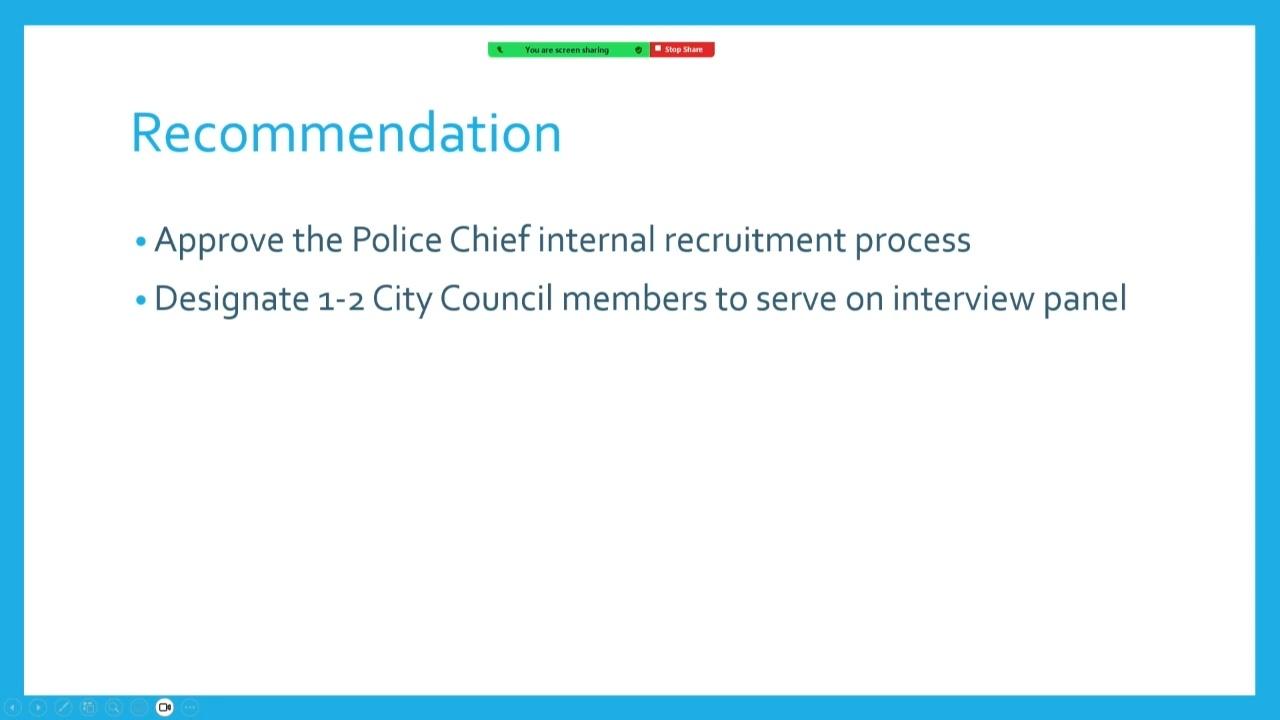 You are screen sharing
Stop Share
Recommendation
• Approve the Police Chief internal recruitment process
• Designate 1-2 City Council members to serve on interview panel